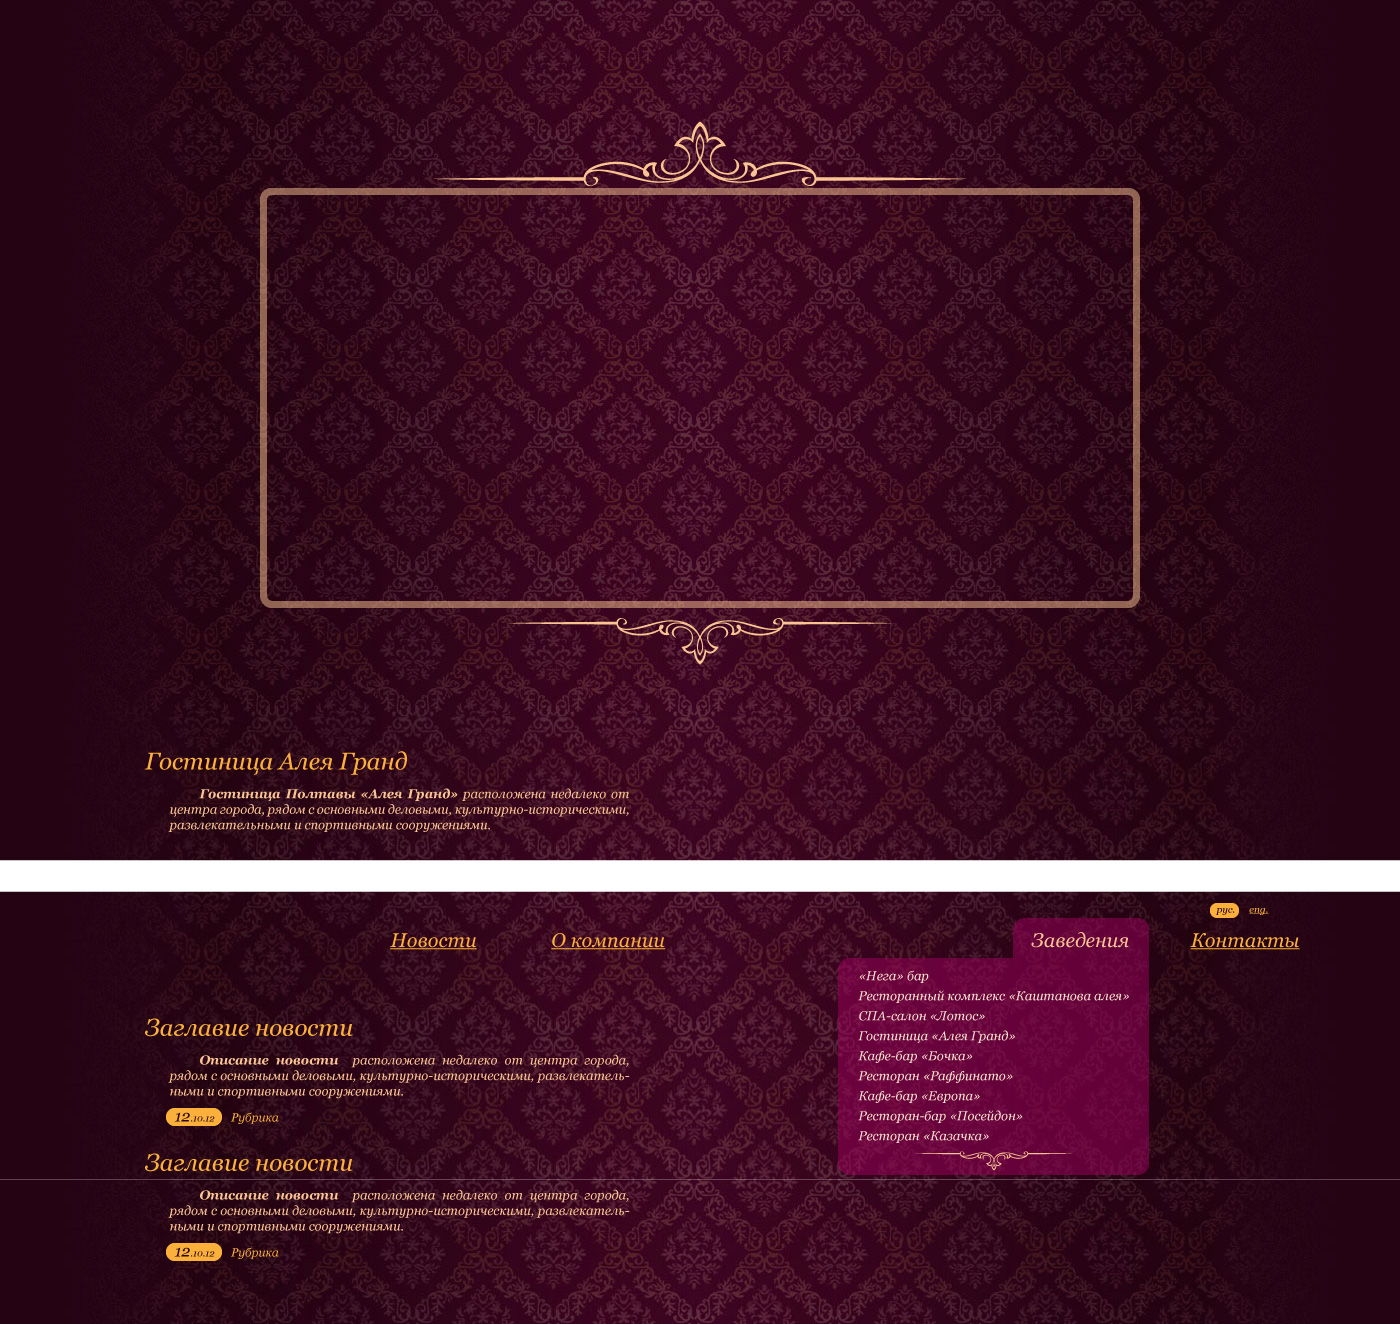 Гостиница Алея Гранд
Гостиница Полтавы «Алея Гранд» расположена недалеко от
центра города, рядом с основными деловыми, культурно-историческими,
развлекательными и спортивными сооружениями.
рус. eng.
Новости О компании Заведения Контакты
«Нега» бар
Ресторанный комплекс «Каштанова алея»
СПА-салон «Лотос»
Гостиница «Алея Гранд»
Кафе-бар «Бочка»
Ресторан «Раффинато»
Кафе-бар «Европа»
Ресторан-бар «Посейдон»
Ресторан «Казачка»
Заглавие новости
Описание новости расположена недалеко от центра города,
рядом с основными деловыми, культурно-историческими, развлекатель-
ными и спортивными сооружениями.
12.10.12 Рубрика
Заглавие новости
Описание новости расположена недалеко от центра города,
рядом с основными деловыми, культурно-историческими, развлекатель-
ными и спортивными сооружениями.
12.10.12 Рубрика